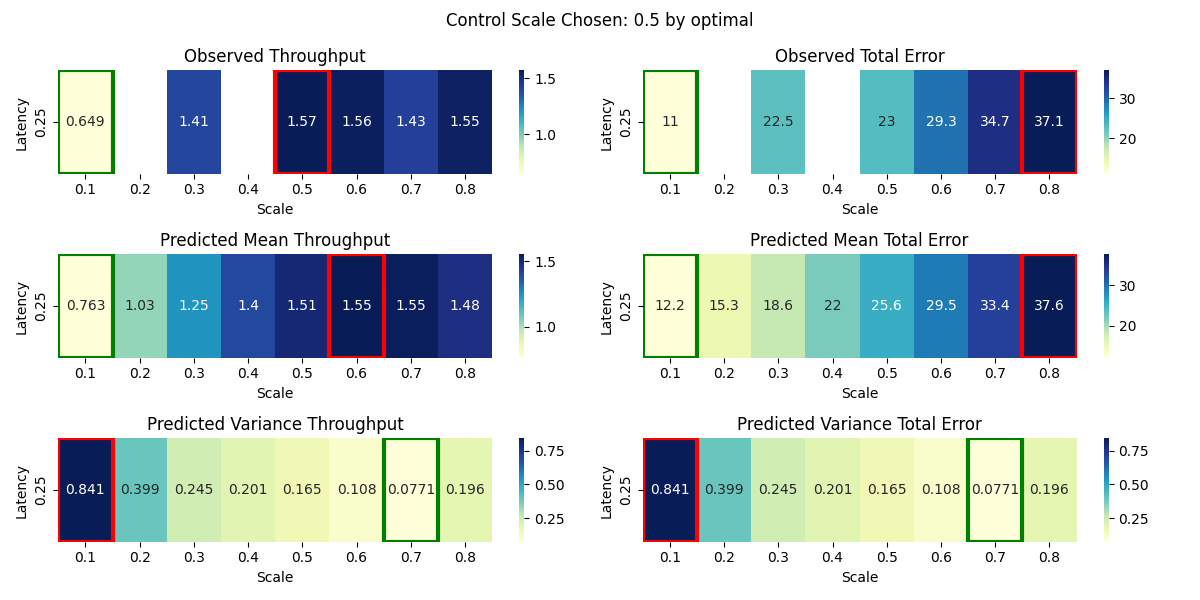 Control Scale Chosen: 0.5 by optimal
Observed Throughput
Latency
0.25
0.649 1.41 1.57 1.56 1.43 1.55
0.1 0.2 0.3 0.4 0.5 0.6 0.7 0.8
Scale
1.5
1.0
Observed Total Error
Latency
0.25
11 22.5 23 29.3 34.7 37.1
0.1 0.2 0.3 0.4 0.5 0.6 0.7 0.8
Scale
30
20
Predicted Mean Throughput
Latency
0.25
0.763 1.03 1.25 1.4 1.51 1.55 1.55 1.48
0.1 0.2 0.3 0.4 0.5 0.6 0.7 0.8
Scale
1.5
1.0
Predicted Mean Total Error
Latency
0.25
12.2 15.3 18.6 22 25.6 29.5 33.4 37.6
0.1 0.2 0.3 0.4 0.5 0.6 0.7 0.8
Scale
30
20
Predicted Variance Throughput
Latency
0.25
0.841 0.399 0.245 0.201 0.165 0.108 0.0771 0.196
0.1 0.2 0.3 0.4 0.5 0.6 0.7 0.8
Scale
0.75
0.50
0.25
Predicted Variance Total Error
Latency
0.25
0.841 0.399 0.245 0.201 0.165 0.108 0.0771 0.196
0.1 0.2 0.3 0.4 0.5 0.6 0.7 0.8
Scale
0.75
0.50
0.25